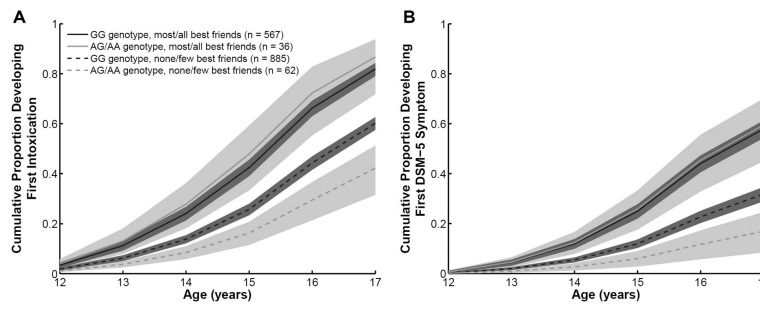 A
GG genotype, most/all best friends (n = 567)
AG/AA genotype, most/all best friends (n = 36)
GG genotype, none/few best friends (n = 885)
AG/AA genotype, none/few best friends (n = 62)
Cumulative Proportion Developing
First Intoxication
1
0.8
0.6
0.4
0.2
0
12
13
14
15
16
17
Age (years)
B
Cumulative Proportion Developing
First DSM−5 Symptom
1
0.8
0.6
0.4
0.2
0
12
13
14
15
16
Age (years)